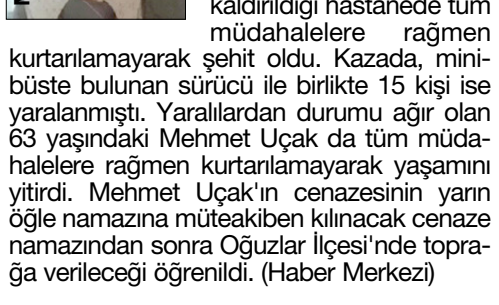 kaldırıldığı hastanede tüm
müdahalelere rağmen
kurtarılamayarak şehit oldu. Kazada, mini-
büste bulunan sürücü ile birlikte 15 kişi ise
yaralanmıştı. Yaralılardan durumu ağır olan
63 yaşındaki Mehmet Uçak da tüm müda-
halelere rağmen kurtarılamayarak yaşamını
yitirdi. Mehmet Uçak'ın cenazesinin yarın
öğle namazına müteakiben kılınacak cenaze
namazından sonra Oğuzlar İlçesi'nde topra-
ğa verileceği öğrenildi. (Haber Merkezi)